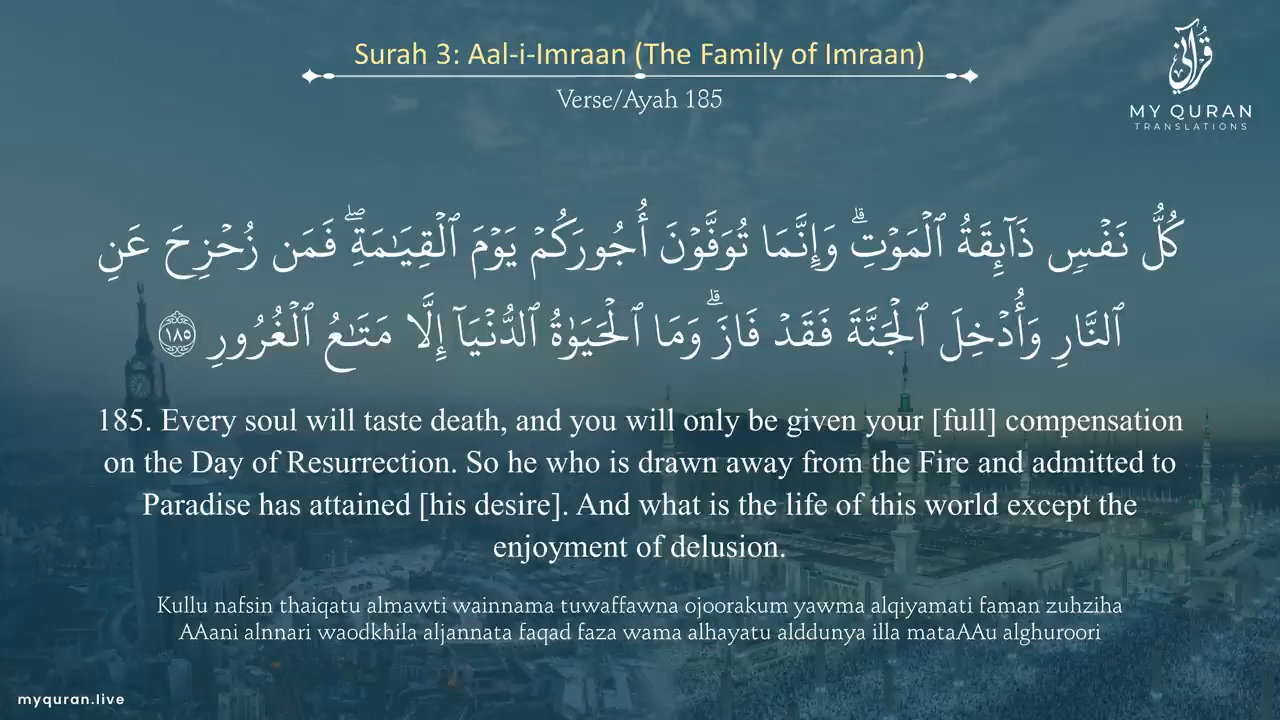 Surah 3: Aal-i-Imraan (The Family of Imraan)
Verse/Ayah 185
قرآني
MY QURAN
TRANSLATIONS
كُلُّ نَفْسٍ ذَآئِقَةُ ٱلْمَوْتِ ۗ وَإِنَّمَا تُوَفَّوْنَ أُجُورَكُمْ يَوْمَ ٱلْقِيَـٰمَةِ ۖ فَمَن زُحْزِحَ عَنِ
ٱلنَّارِ وَأُدْخِلَ ٱلْجَنَّةَ فَقَدْ فَازَ ۗ وَمَا ٱلْحَيَوٰةُ ٱلدُّنْيَآ إِلَّا مَتَـٰعُ ٱلْغُرُورِ ١٨٥
185. Every soul will taste death, and you will only be given your [full] compensation
on the Day of Resurrection. So he who is drawn away from the Fire and admitted to
Paradise has attained [his desire]. And what is the life of this world except the
enjoyment of delusion.
Kullu nafsin thaiqatu almawti wainnama tuwaffawna ojoorakum yawma alqiyamati faman zuhziha
AAani alnnari waodkhila aljannata faqad faza wama alhayatu alddunya illa mataAAu alghuroori
myquran.live